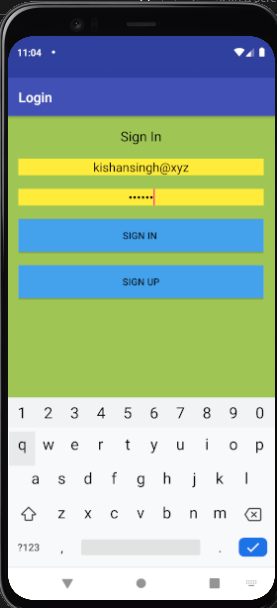 11:04
Login
Sign In
kishansingh@xyz
••••••
SIGN IN
SIGN UP
1 2 3 4 5 6 7 8 9 0
q w e r t y u i o p
a s d f g h j k l
z x c v b n m
?123 , .